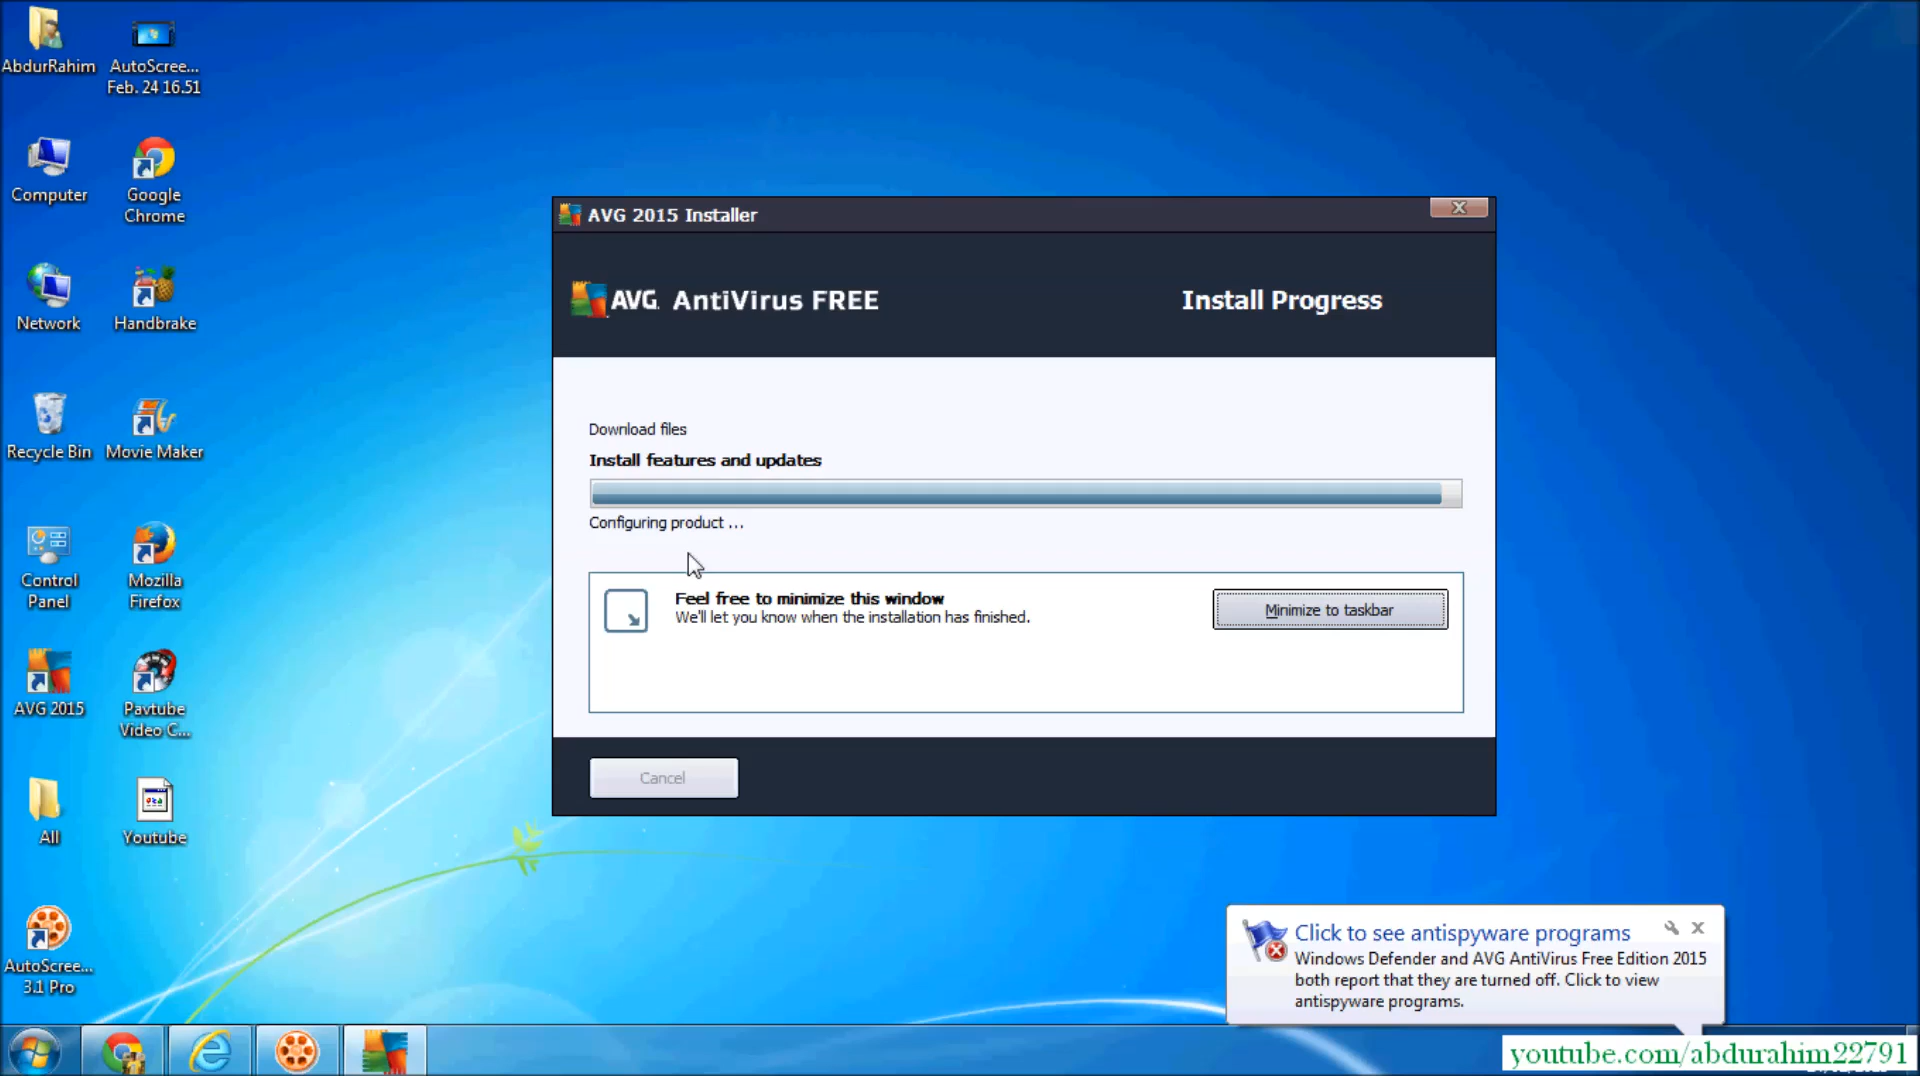 AbdurRahim
AutoScree...
Feb. 24 16.51
Computer
Google
Chrome
Network
Handbrake
Recycle Bin
Movie Maker
Control
Panel
Mozilla
Firefox
AVG 2015
Pavtube
Video C...
All
Youtube
AutoScree...
3.1 Pro
AVG 2015 Installer
AVG. AntiVirus FREE
Install Progress
Download files
Install features and updates
Configuring product ...
Feel free to minimize this window
We'll let you know when the installation has finished.
Minimize to taskbar
Cancel
Click to see antispyware programs
Windows Defender and AVG AntiVirus Free Edition 2015
both report that they are turned off. Click to view
antispyware programs.
youtube.com/abdurahim22791